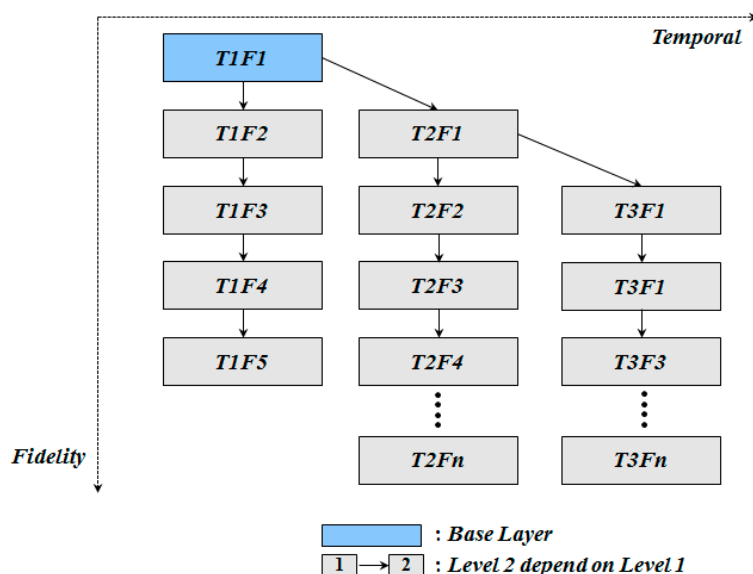 Temporal
T1F1
T1F2 T2F1
T1F3 T2F2 T3F1
T1F4 T2F3 T3F1
T1F5 T2F4 T3F3
Fidelity T2Fn T3Fn
: Base Layer
1 2 : Level 2 depend on Level 1